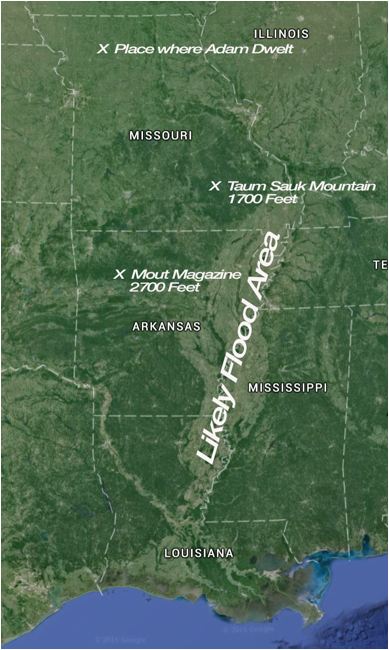 ILLINOIS
X Place where Adam Dwelt
MISSOURI
X Taum Sauk Mountain
1700 Feet
TE
X Mout Magazine
2700 Feet
Likely Flood Area
ARKANSAS
MISSISSIPPI
LOUISIANA